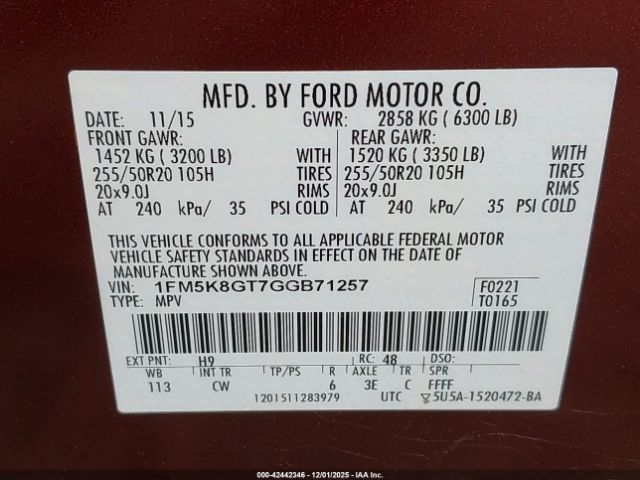 MFD. BY FORD MOTOR CO.
DATE: 11/15 GVWR: 2858 KG ( 6300 LB)
FRONT GAWR: REAR GAWR:
1452 KG ( 3200 LB) WITH 1520 KG ( 3350 LB) WITH
255/50R20 105H TIRES 255/50R20 105H TIRES
20x9.0J RIMS 20x9.0J RIMS
AT 240 kPa/ 35 PSI COLD AT 240 kPa/ 35 PSI COLD
THIS VEHICLE CONFORMS TO ALL APPLICABLE FEDERAL MOTOR
VEHICLE SAFETY STANDARDS IN EFFECT ON THE DATE OF
MANUFACTURE SHOWN ABOVE.
VIN: 1FM5K8GT7GGB71257 F0221
TYPE: MPV T0165
EXT PNT: H9 RC: 48 DSO:
WB INT TR TP/PS R AXLE TR SPR
113 CW 6 3E C FFFF
1201511283979 UTC 5U5A-1520472-BA
00-42442346 - 12/01/2025 - IAA Inc.